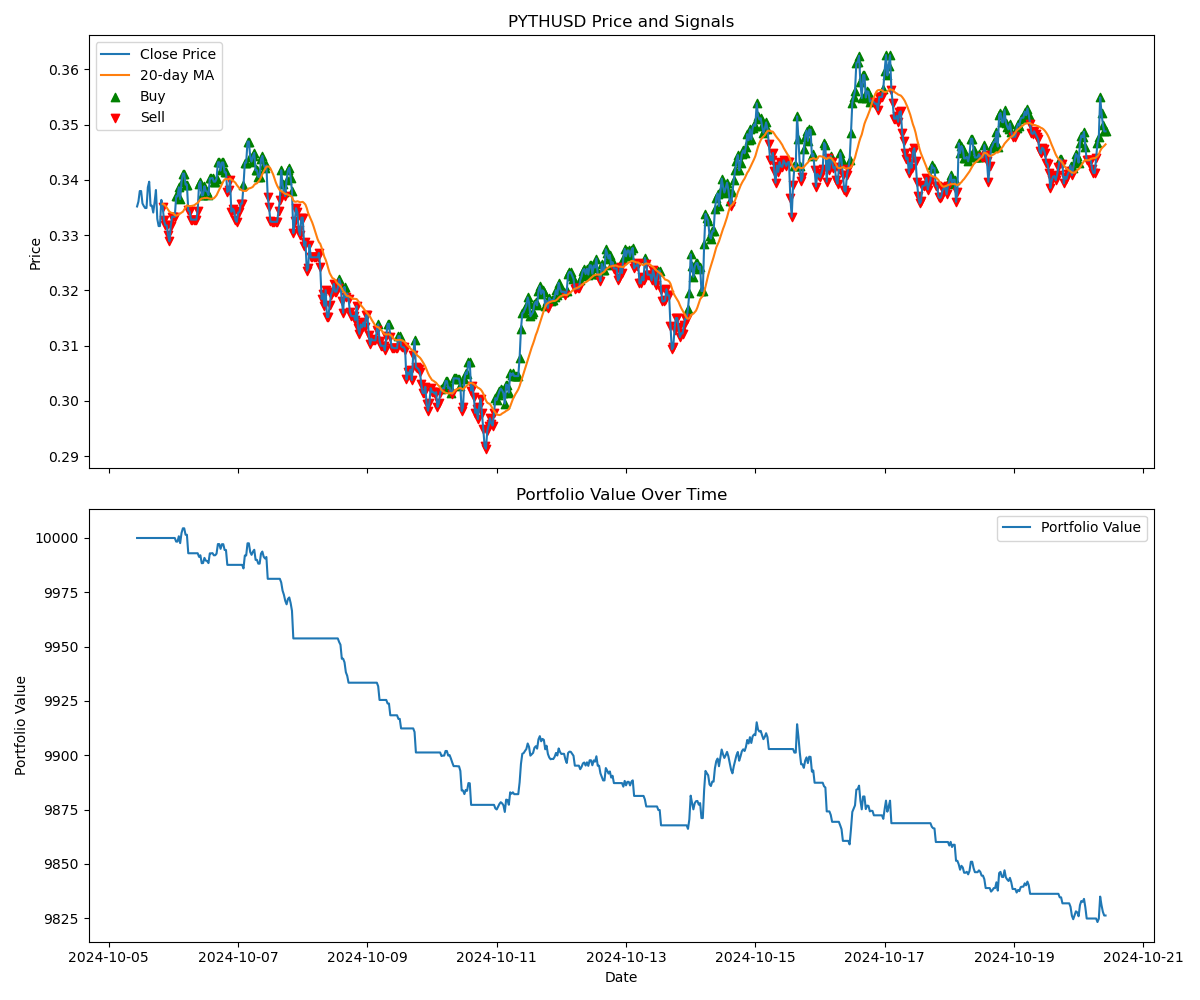 PYTHUSD Price and Signals
Close Price
20-day MA
Buy
Sell
Price
0.36
0.35
0.34
0.33
0.32
0.31
0.30
0.29
Portfolio Value Over Time
Portfolio Value
Portfolio Value
10000
9975
9950
9925
9900
9875
9850
9825
2024-10-05 2024-10-07 2024-10-09 2024-10-11 2024-10-13 2024-10-15 2024-10-17 2024-10-19 2024-10-21
Date